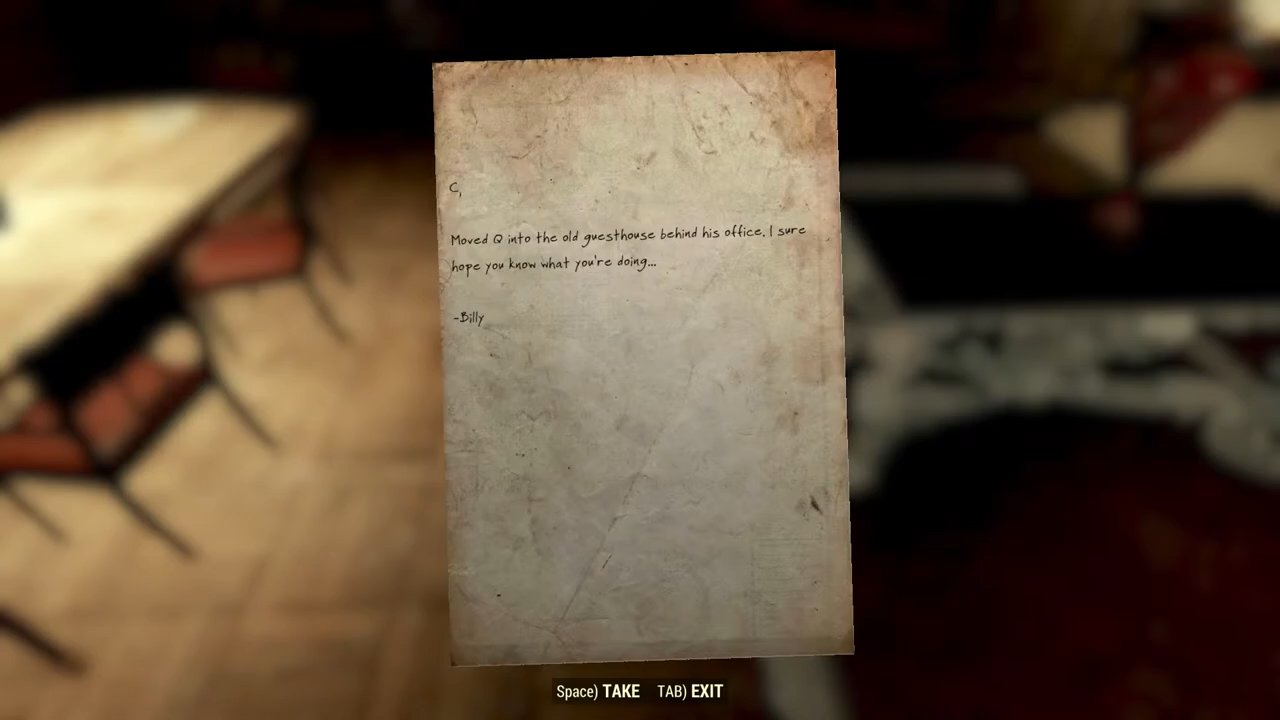 C,
Moved Q into the old guesthouse behind his office. I sure
hope you know what you're doing...
-Billy
Space) TAKE TAB) EXIT